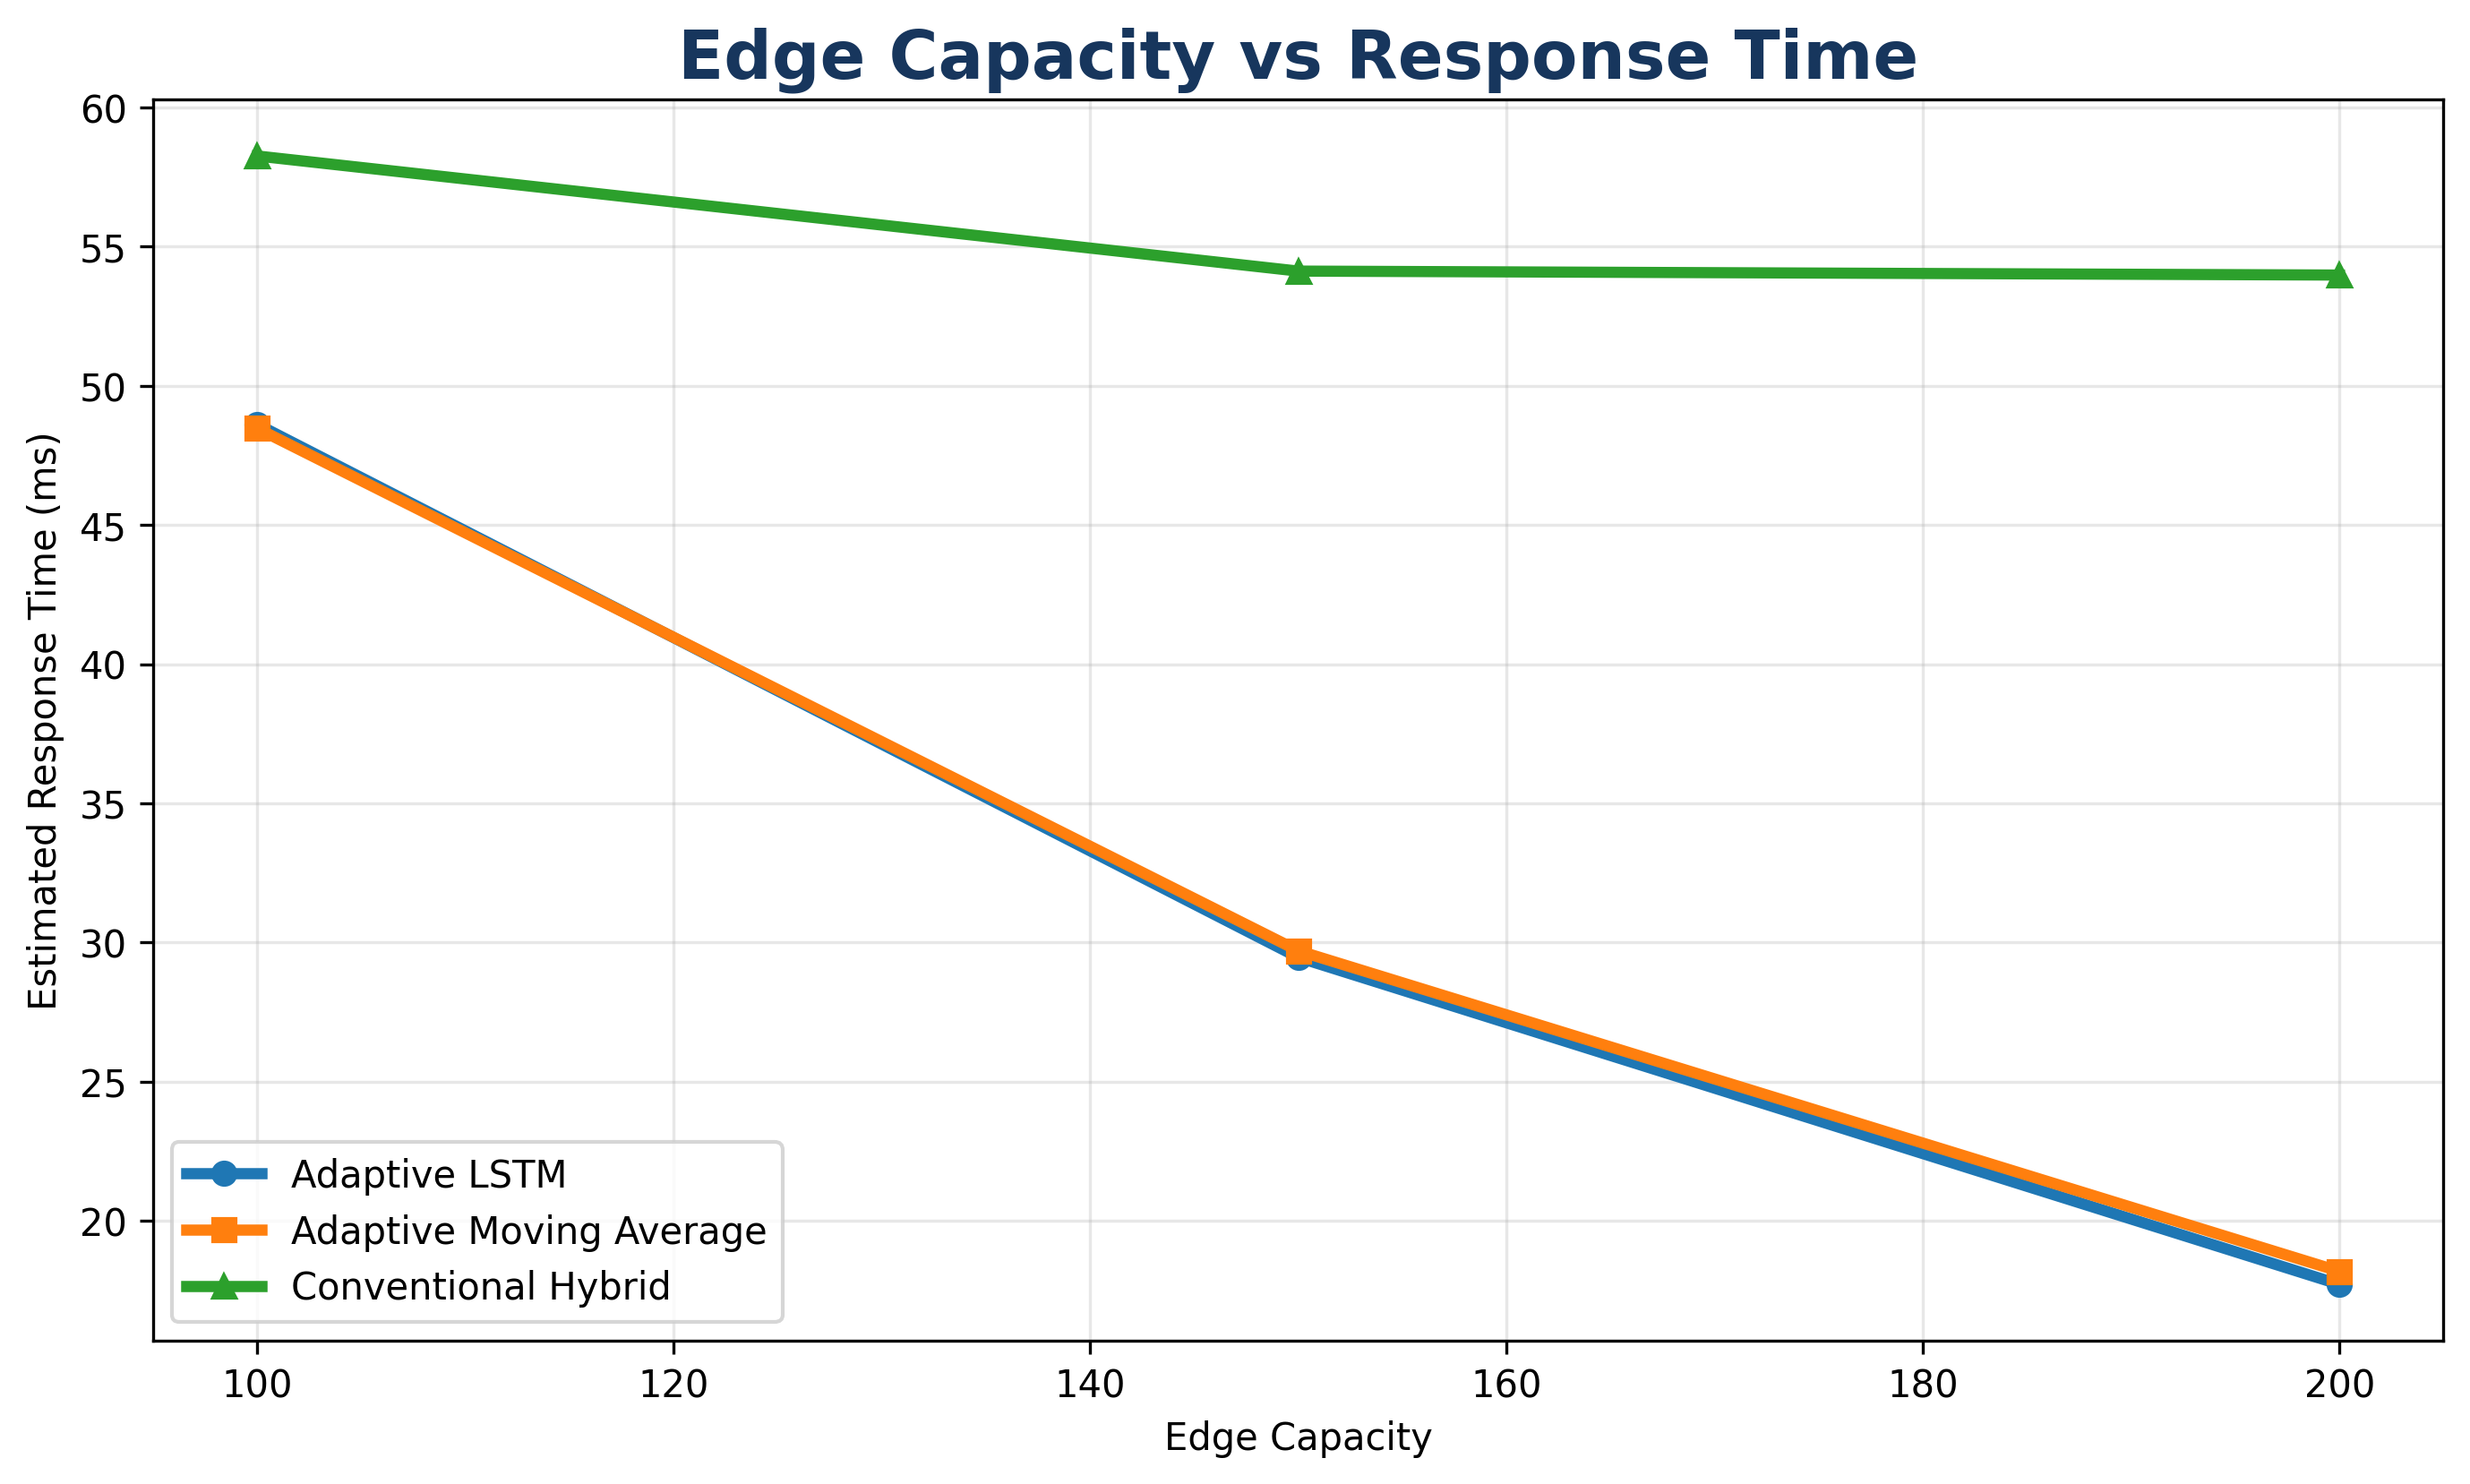 Edge Capacity vs Response Time
60
55
50
45
40
35
30
25
20
Estimated Response Time (ms)
Adaptive LSTM
Adaptive Moving Average
Conventional Hybrid
100 120 140 160 180 200
Edge Capacity